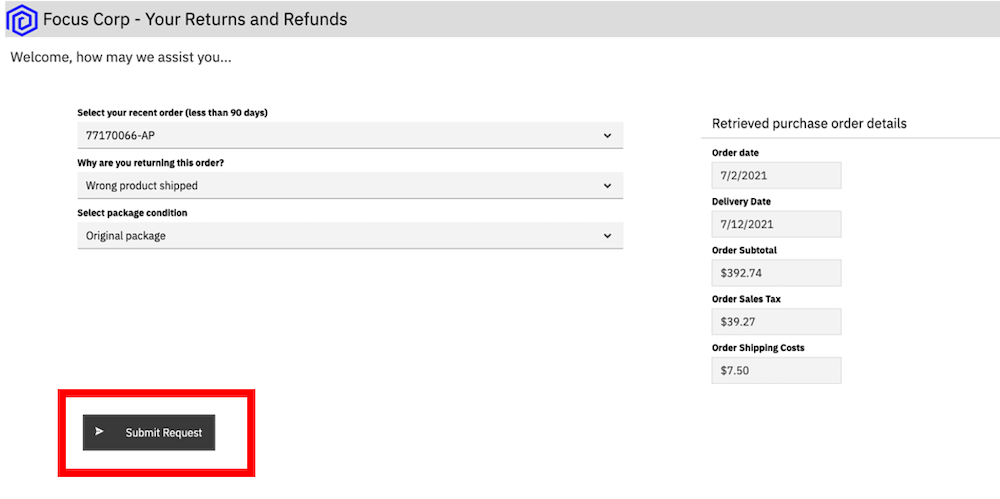 Focus Corp - Your Returns and Refunds
Welcome, how may we assist you...
Select your recent order (less than 90 days)
77170066-AP
Why are you returning this order?
Wrong product shipped
Select package condition
Original package
Submit Request
Retrieved purchase order details
Order date
7/2/2021
Delivery Date
7/12/2021
Order Subtotal
$392.74
Order Sales Tax
$39.27
Order Shipping Costs
$7.50